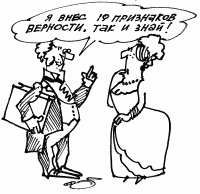 Я ВНЕС 19 ПРИЗНАКОВ
ВЕРНОСТИ, ТАК И ЗНАЙ!